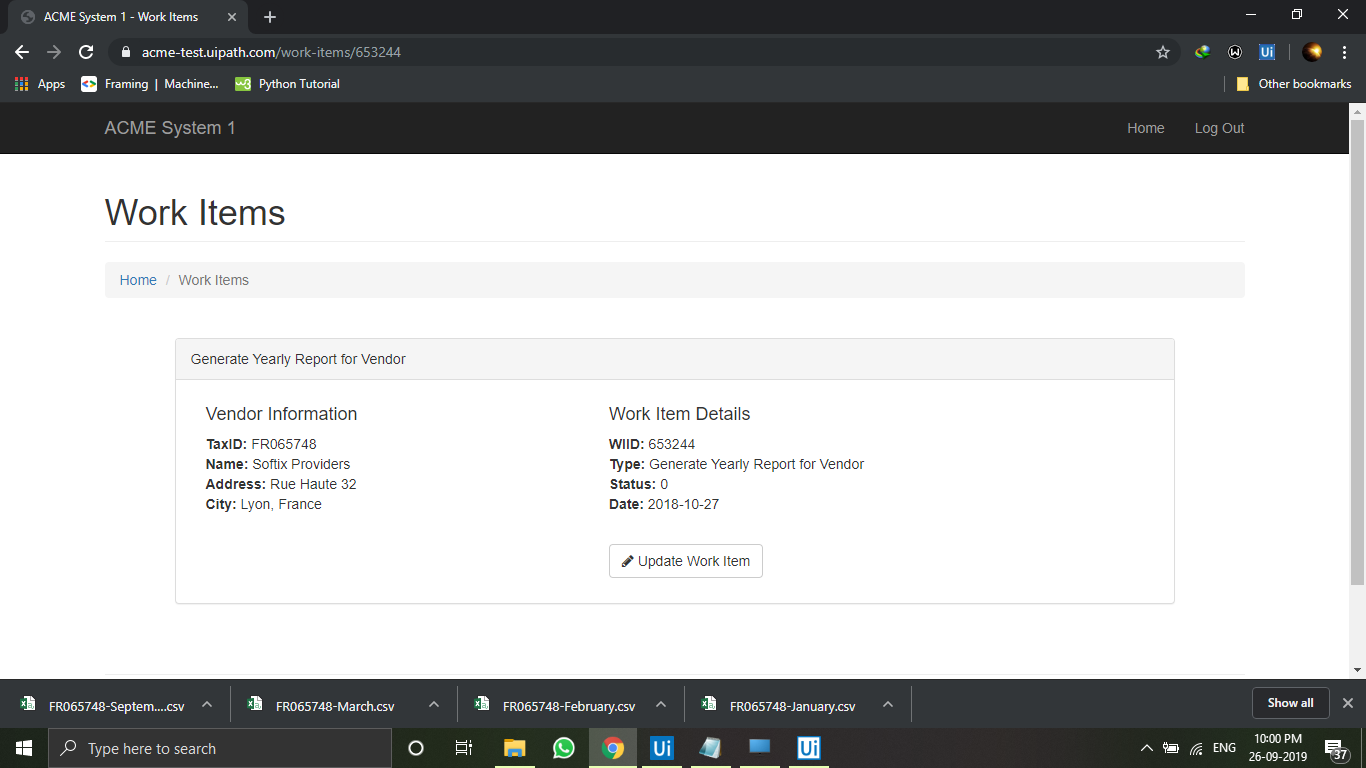 ACME System 1 - Work Items
acme-test.uipath.com/work-items/653244
Apps Framing | Machine... Python Tutorial Other bookmarks
ACME System 1 Home Log Out
Work Items
Home / Work Items
Generate Yearly Report for Vendor
Vendor Information
TaxID: FR065748
Name: Softix Providers
Address: Rue Haute 32
City: Lyon, France
Work Item Details
WIID: 653244
Type: Generate Yearly Report for Vendor
Status: 0
Date: 2018-10-27
Update Work Item
FR065748-Septem....csv FR065748-March.csv FR065748-February.csv FR065748-January.csv Show all
Type here to search
Ui
Ui
Ui
ENG
10:00 PM
26-09-2019
37